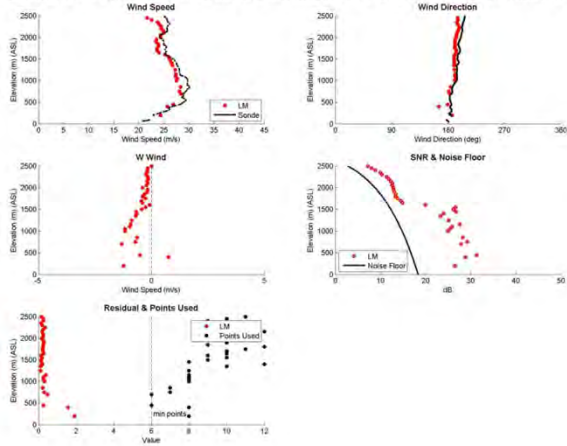 Wind Speed
2500
2000
1500
1000
500
0
Elevation (m) (ASL)
LM
Sonde
0 5 10 15 20 25 30 35 40 45
Wind Speed (m/s)
Wind Direction
2500
2000
1500
1000
500
0
Elevation (m) (ASL)
0 90 180 270 360
Wind Direction (deg)
W Wind
2500
2000
1500
1000
500
0
Elevation (m) (ASL)
-5 0 5
Wind Speed (m/s)
SNR & Noise Floor
2500
2000
1500
1000
500
0
Elevation (m) (ASL)
LM
Noise Floor
0 10 20 30 40 50
dB
Residual & Points Used
2500
2000
1500
1000
500
0
Elevation (m) (ASL)
LM
Points Used
min points
0 2 4 6 8 10 12
Value